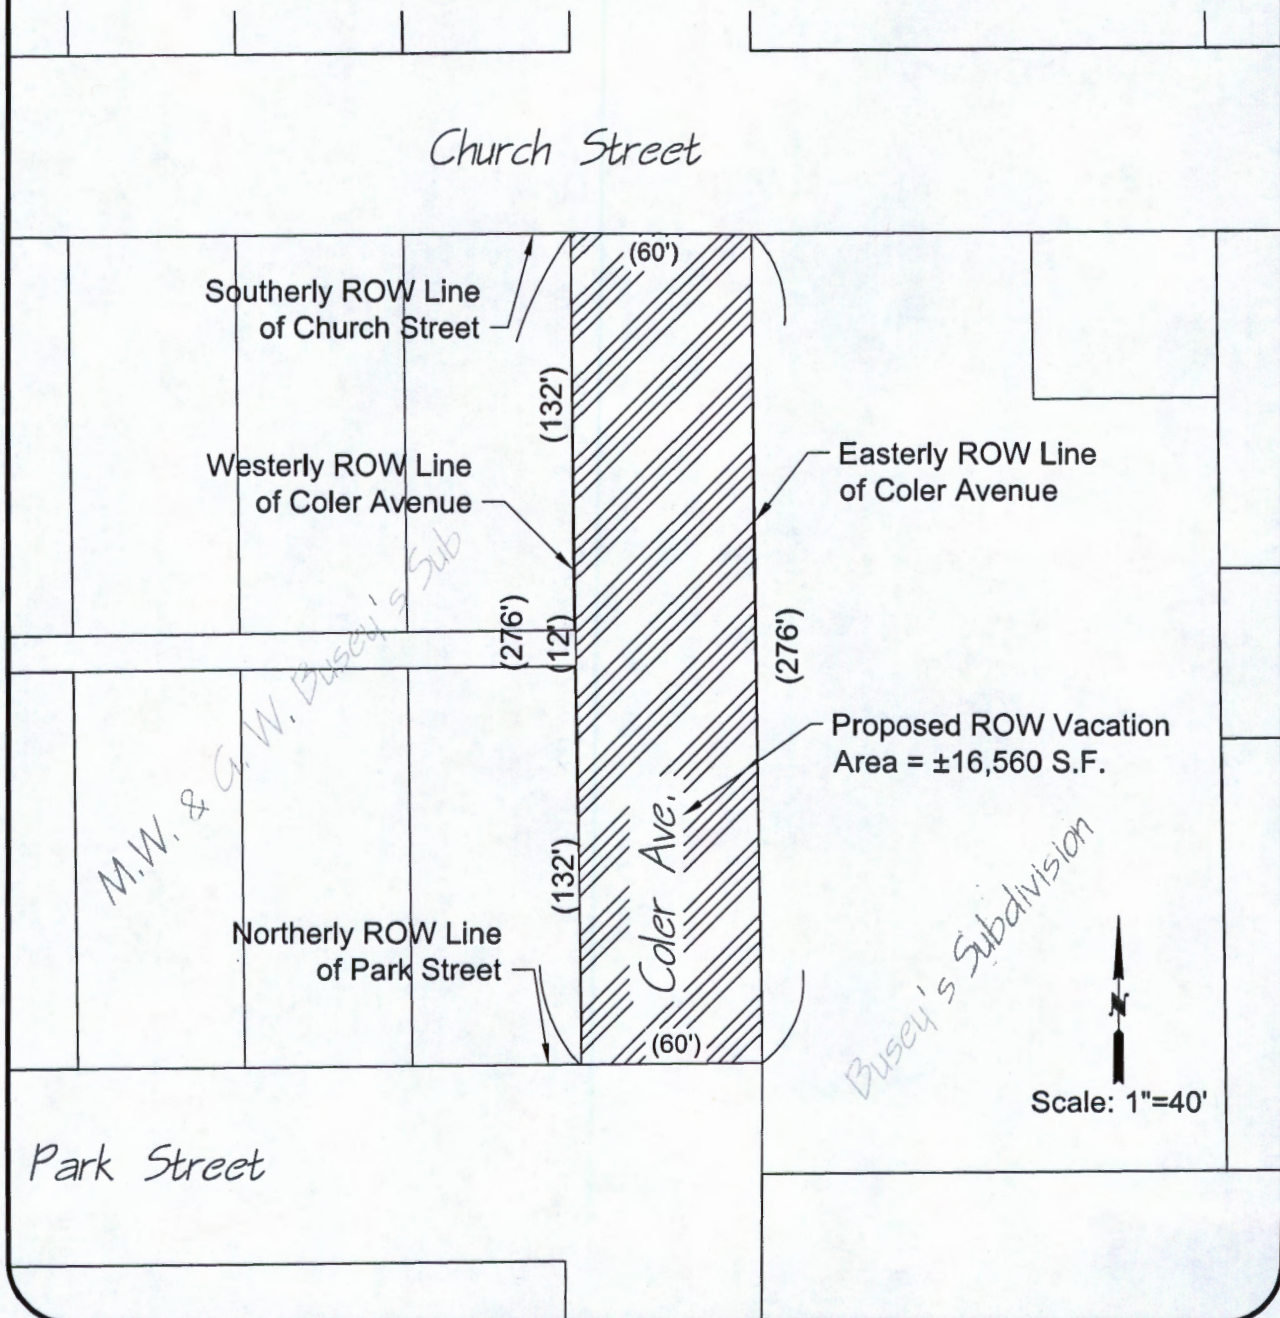 Church Street
(60')
Southerly ROW Line
of Church Street
(132')
Westerly ROW Line
of Coler Avenue
Easterly ROW Line
of Coler Avenue
M.W. & G.W. Busey's Sub
(276')
(12')
(276')
Proposed ROW Vacation
Area = ±16,560 S.F.
Coler Ave.
(132')
Busey's Subdivision
Northerly ROW Line
of Park Street
(60')
N
Scale: 1"=40'
Park Street